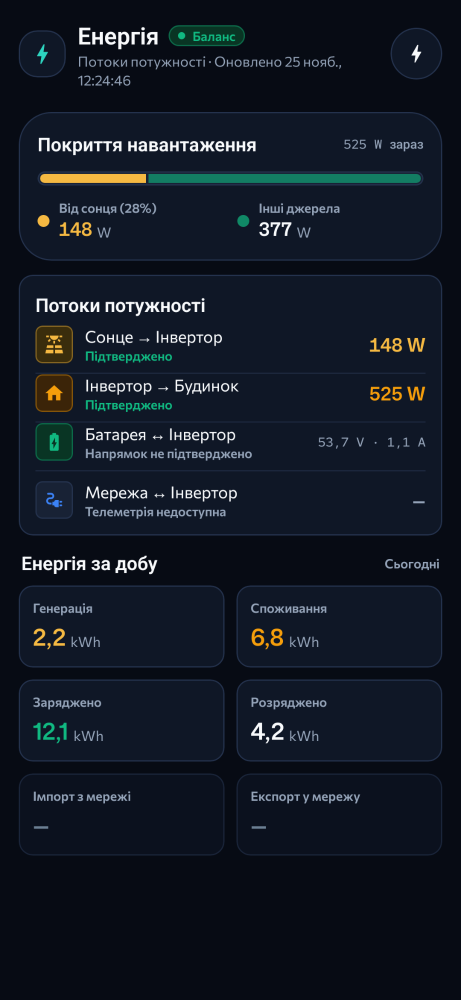 Енергія
Баланс
Потоки потужності · Оновлено 25 нояб.,
12:24:46
Покриття навантаження
525 W зараз
Від сонця (28%)
148 W
Інші джерела
377 W
Потоки потужності
Сонце → Інвертор
Підтверджено
148 W
Інвертор → Будинок
Підтверджено
525 W
Батарея ↔ Інвертор
Напрямок не підтверджено
53,7 V · 1,1 A
Мережа ↔ Інвертор
Телеметрія недоступна
—
Енергія за добу
Сьогодні
Генерація
2,2 kWh
Споживання
6,8 kWh
Заряджено
12,1 kWh
Розряджено
4,2 kWh
Імпорт з мережі
—
Експорт у мережу
—